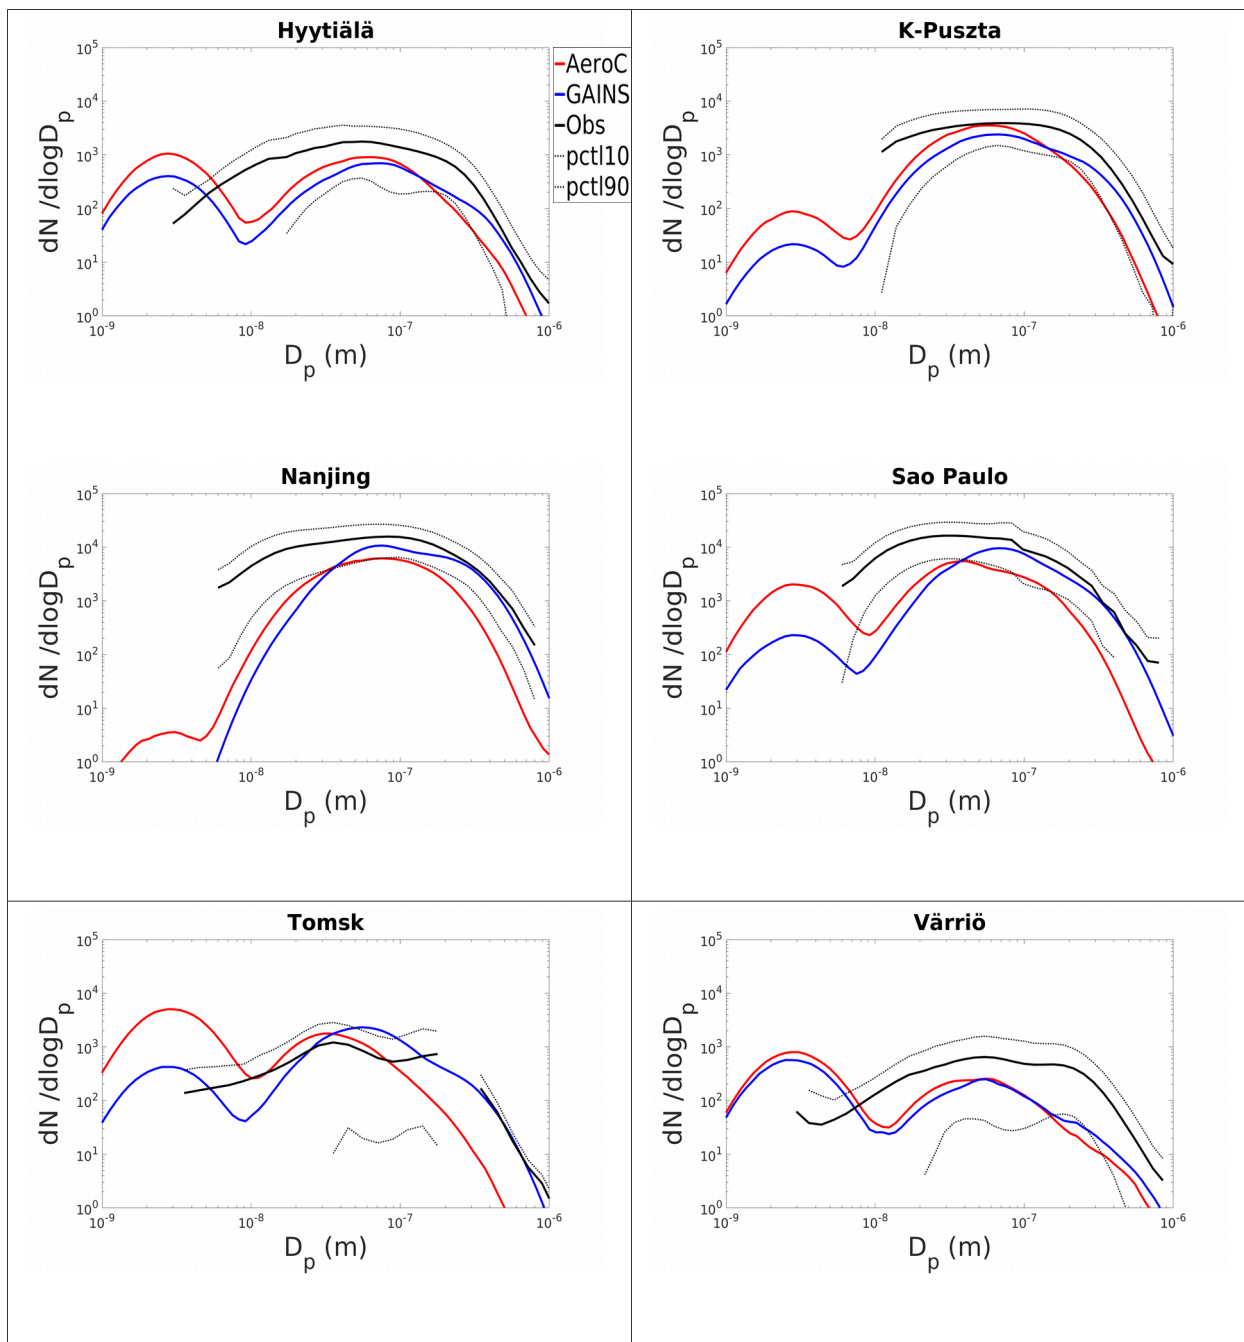 Hyytiälä
10^5
10^4
10^3
10^2
10^1
10^0
dN /dlogD_p
10^-9
10^-8
10^-7
10^-6
D_p (m)
AeroC
GAINS
Obs
pctl10
pctl90
K-Puszta
10^5
10^4
10^3
10^2
10^1
10^0
dN /dlogD_p
10^-9
10^-8
10^-7
10^-6
D_p (m)
Nanjing
10^5
10^4
10^3
10^2
10^1
10^0
dN /dlogD_p
10^-9
10^-8
10^-7
10^-6
D_p (m)
Sao Paulo
10^5
10^4
10^3
10^2
10^1
10^0
dN /dlogD_p
10^-9
10^-8
10^-7
10^-6
D_p (m)
Tomsk
10^5
10^4
10^3
10^2
10^1
10^0
dN /dlogD_p
10^-9
10^-8
10^-7
10^-6
D_p (m)
Värriö
10^5
10^4
10^3
10^2
10^1
10^0
dN /dlogD_p
10^-9
10^-8
10^-7
10^-6
D_p (m)